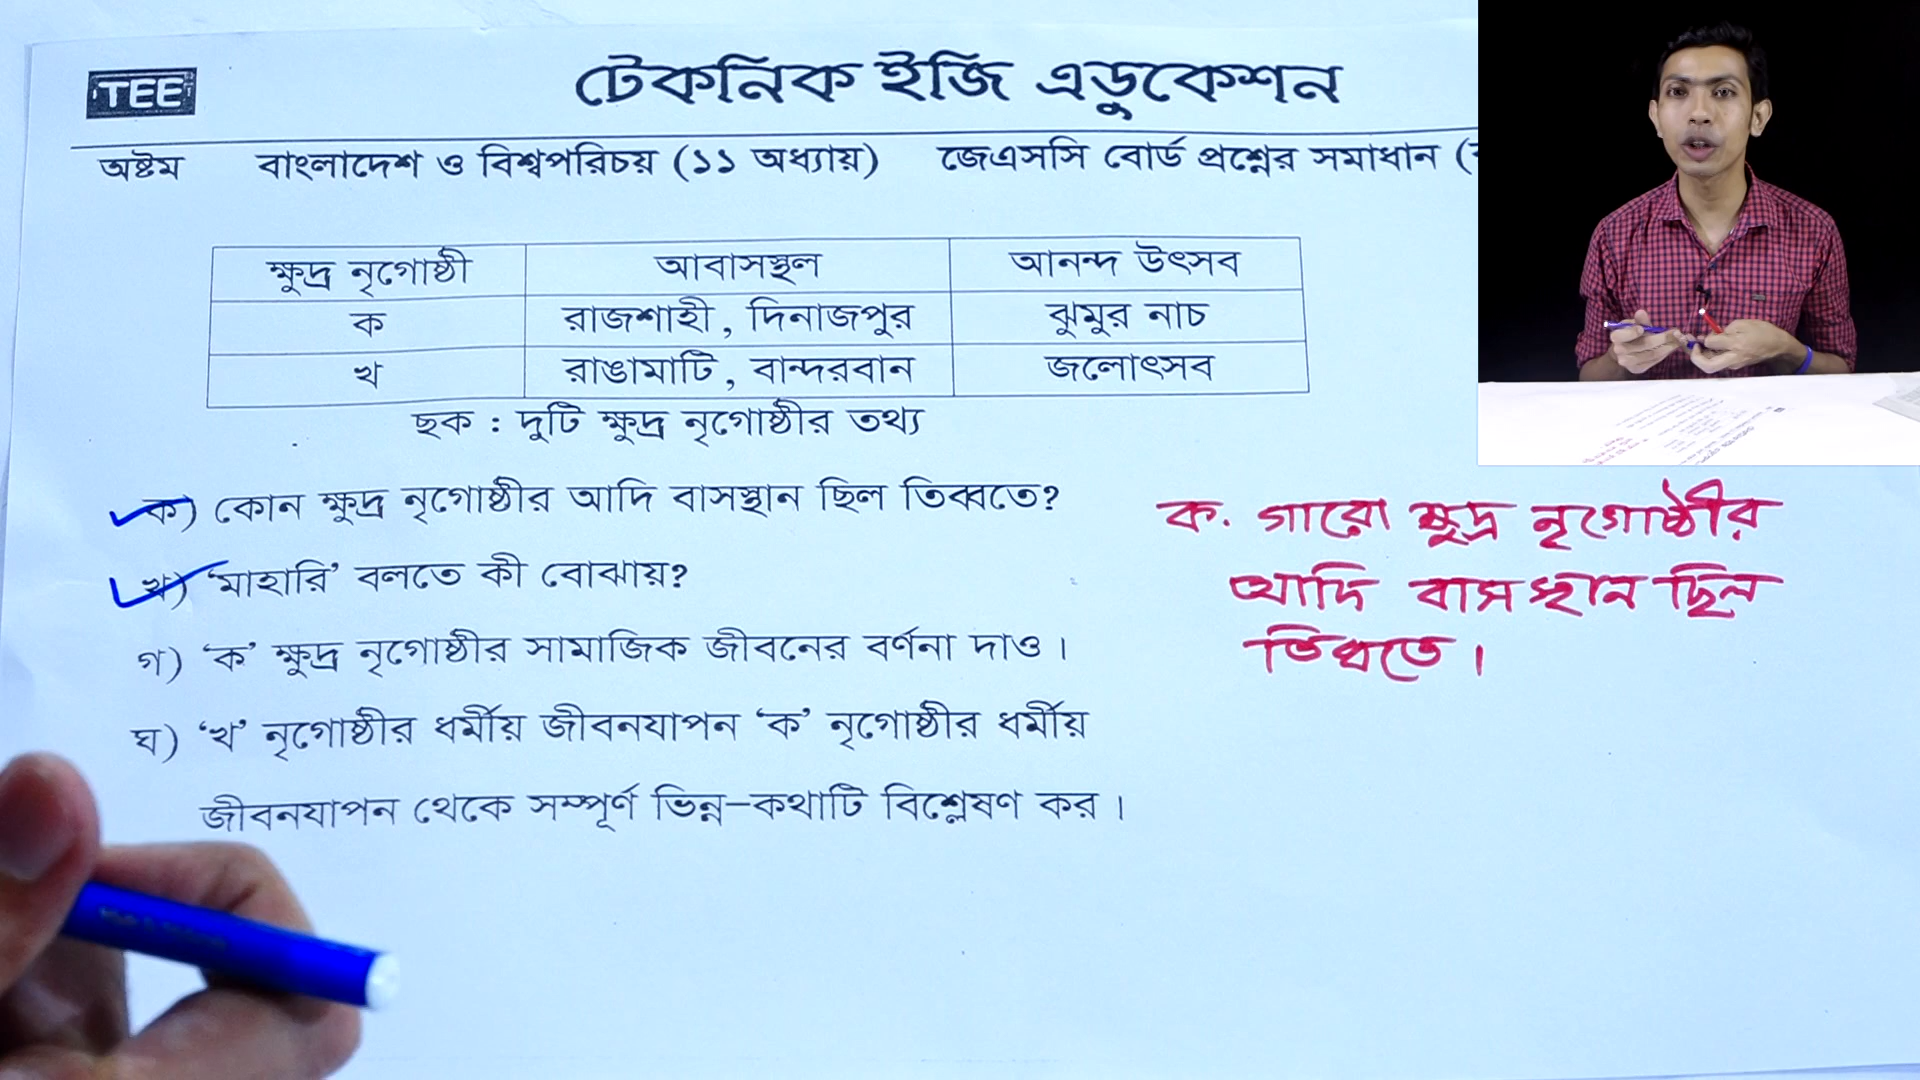 TEE
টেকনিক ইজি এডুকেশন
অষ্টম বাংলাদেশ ও বিশ্বপরিচয় (১১ অধ্যায়) জেএসসি বোর্ড প্রশ্নের সমাধান (
ক্ষুদ্র নৃগোষ্ঠী আবাসস্থল আনন্দ উৎসব
ক রাজশাহী, দিনাজপুর ঝুমুর নাচ
খ রাঙামাটি, বান্দরবান জলোৎসব
ছক : দুটি ক্ষুদ্র নৃগোষ্ঠীর তথ্য
ক) কোন ক্ষুদ্র নৃগোষ্ঠীর আদি বাসস্থান ছিল তিব্বতে?
খ) ‘মাহারি’ বলতে কী বোঝায়?
গ) ‘ক’ ক্ষুদ্র নৃগোষ্ঠীর সামাজিক জীবনের বর্ণনা দাও।
ঘ) ‘খ’ নৃগোষ্ঠীর ধর্মীয় জীবনযাপন ‘ক’ নৃগোষ্ঠীর ধর্মীয়
জীবনযাপন থেকে সম্পূর্ণ ভিন্ন–কথাটি বিশ্লেষণ কর।
ক. গারো ক্ষুদ্র নৃগোষ্ঠীর
আদি বাসস্থান ছিল
তিব্বতে।